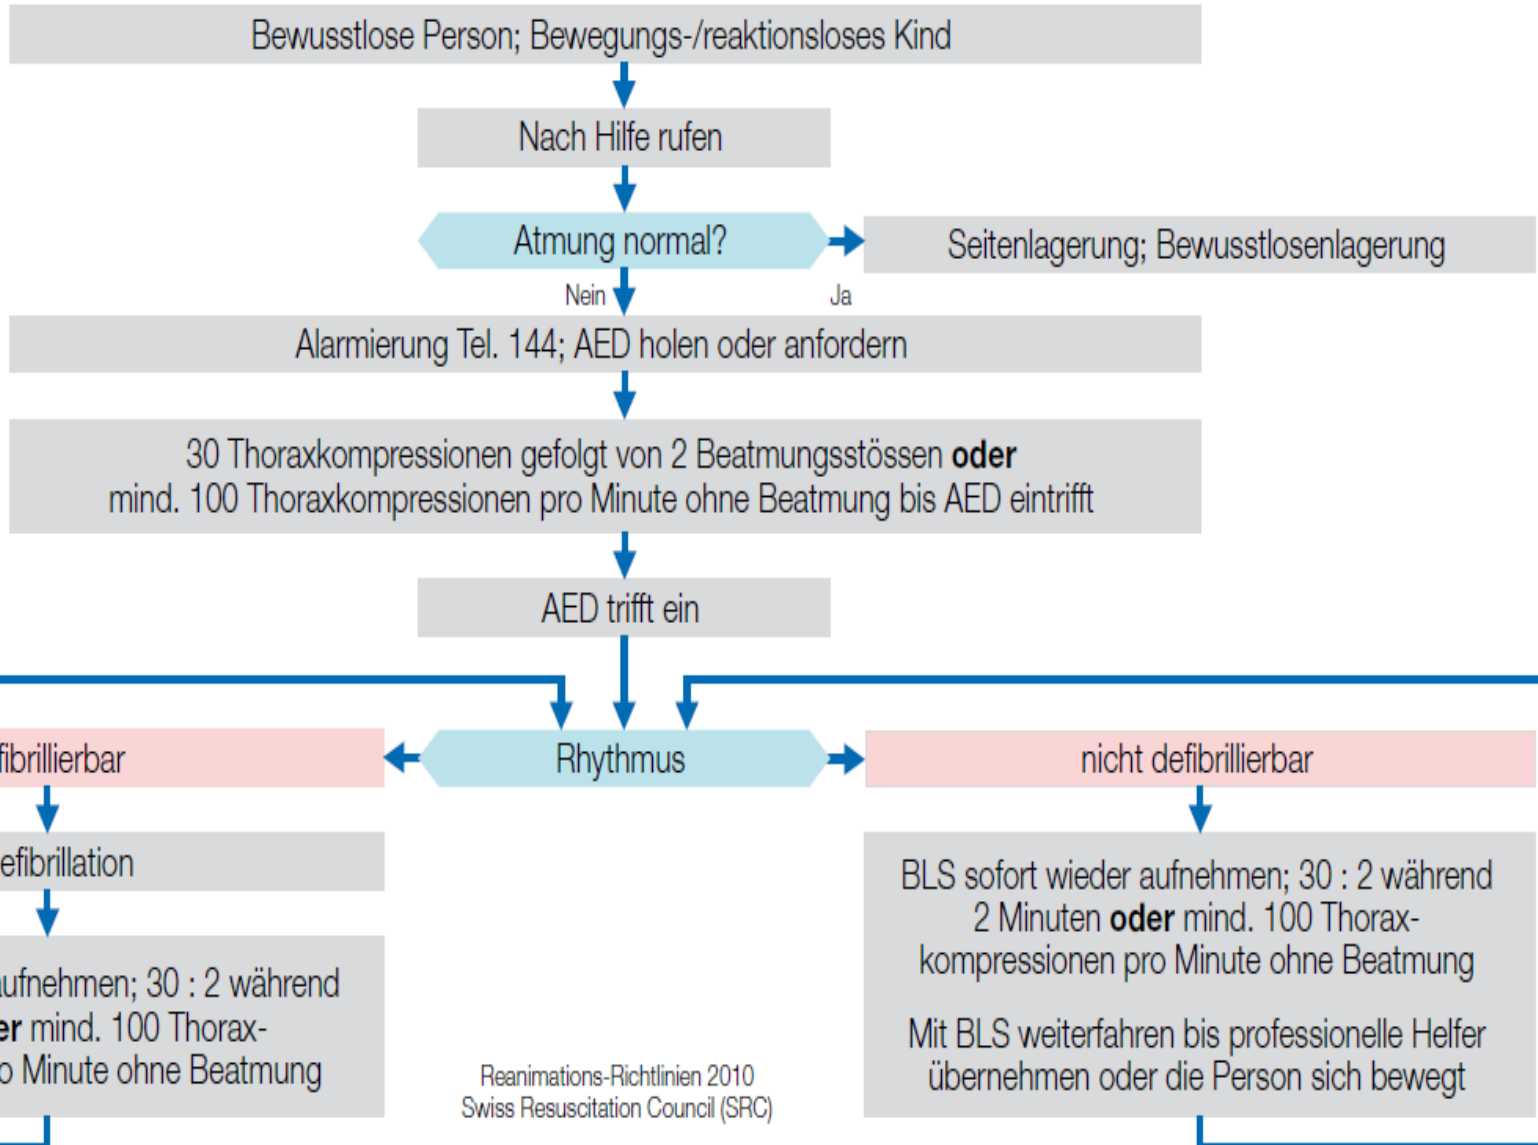 Bewusstlose Person; Bewegungs-/reaktionsloses Kind
Nach Hilfe rufen
Atmung normal?
Seitenlagerung; Bewusstlosenlagerung
Nein
Ja
Alarmierung Tel. 144; AED holen oder anfordern
30 Thoraxkompressionen gefolgt von 2 Beatmungsstössen oder
mind. 100 Thoraxkompressionen pro Minute ohne Beatmung bis AED eintrifft
AED trifft ein
fibrillierbar
Rhythmus
nicht defibrillierbar
efibrillation
BLS sofort wieder aufnehmen; 30 : 2 während
2 Minuten oder mind. 100 Thorax-
kompressionen pro Minute ohne Beatmung
Mit BLS weiterfahren bis professionelle Helfer
übernehmen oder die Person sich bewegt
aufnehmen; 30 : 2 während
er mind. 100 Thorax-
o Minute ohne Beatmung
Reanimations-Richtlinien 2010
Swiss Resuscitation Council (SRC)